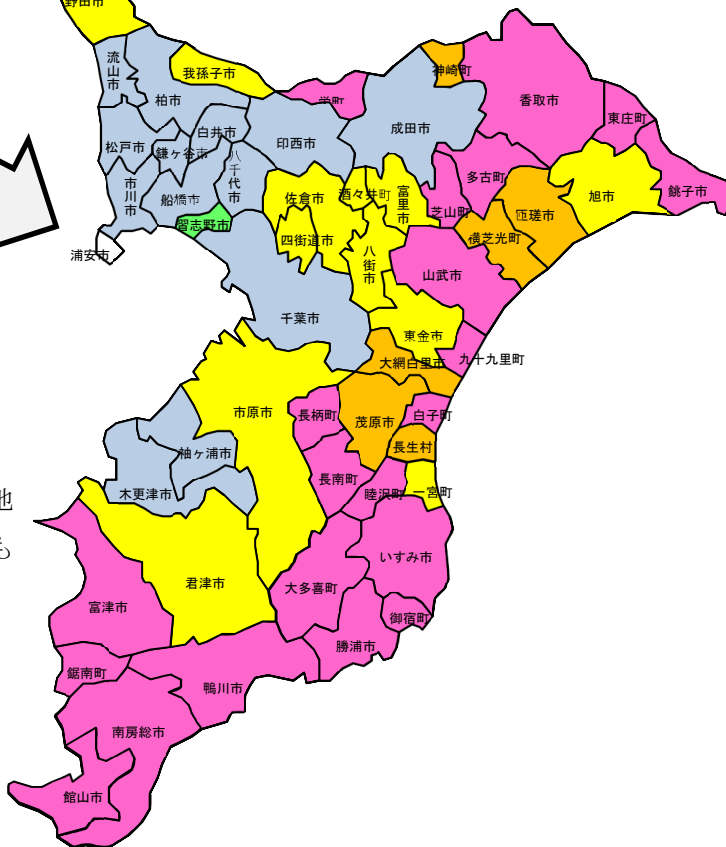 野田市
流山市
柏市
我孫子市
栄町
神崎町
香取市
東庄町
銚子市
松戸市
鎌ヶ谷市
白井市
印西市
成田市
市川市
船橋市
八千代市
習志野市
浦安市
佐倉市
酒々井町
富里市
芝山町
多古町
匝瑳市
旭市
横芝光町
四街道市
八街市
山武市
千葉市
東金市
九十九里町
大網白里市
市原市
長柄町
茂原市
白子町
長生村
袖ヶ浦市
木更津市
長南町
睦沢町
一宮町
いすみ市
君津市
大多喜町
御宿町
富津市
勝浦市
鋸南町
鴨川市
南房総市
館山市
地
も